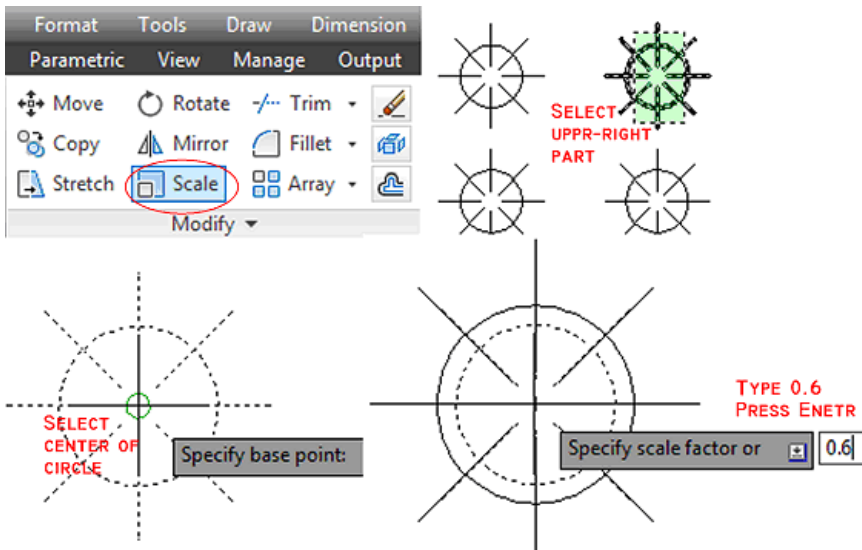 Format Tools Draw Dimension
Parametric View Manage Output
Move Rotate Trim
Copy Mirror Fillet
Stretch Scale Array
Modify
SELECT
UPPR-RIGHT
PART
SELECT
CENTER OF
CIRCLE
Specify base point:
TYPE 0.6
PRESS ENETR
Specify scale factor or 0.6